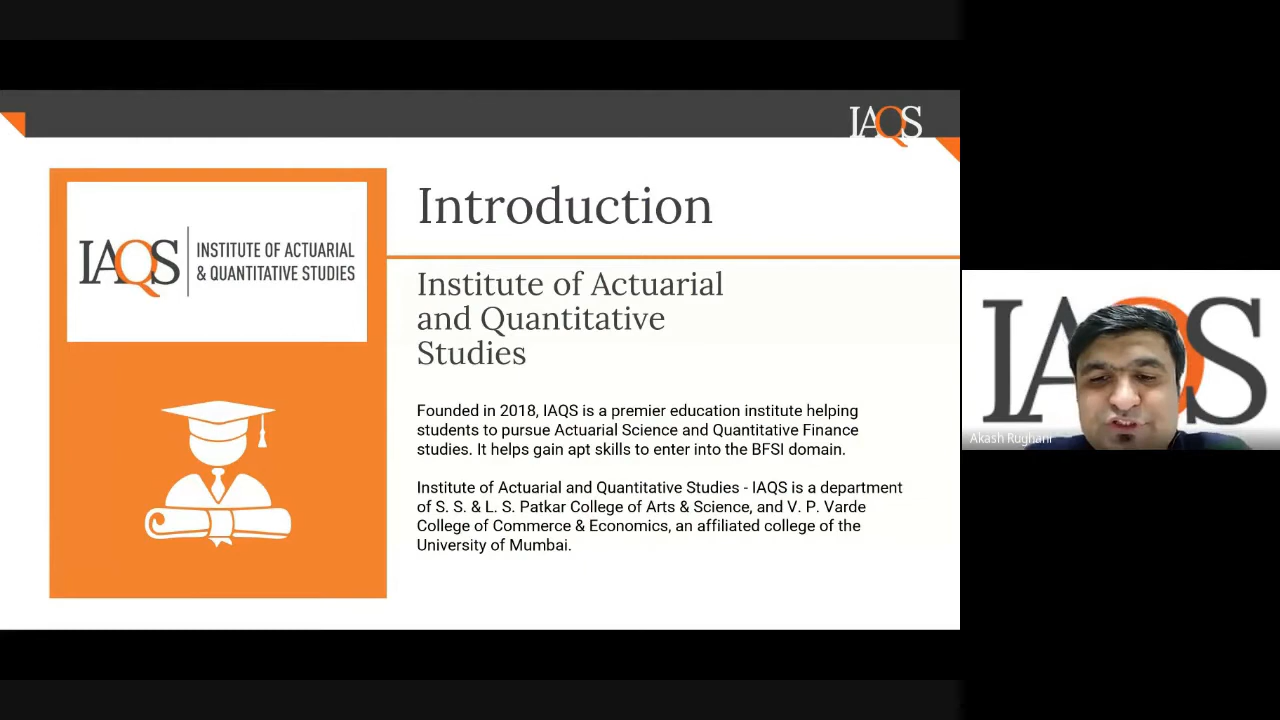 IAQS
IAQS
INSTITUTE OF ACTUARIAL
& QUANTITATIVE STUDIES
Introduction
Institute of Actuarial
and Quantitative
Studies
Founded in 2018, IAQS is a premier education institute helping
students to pursue Actuarial Science and Quantitative Finance
studies. It helps gain apt skills to enter into the BFSI domain.
Institute of Actuarial and Quantitative Studies - IAQS is a department
of S. S. & L. S. Patkar College of Arts & Science, and V. P. Varde
College of Commerce & Economics, an affiliated college of the
University of Mumbai.
IAQS
Akash Rughani